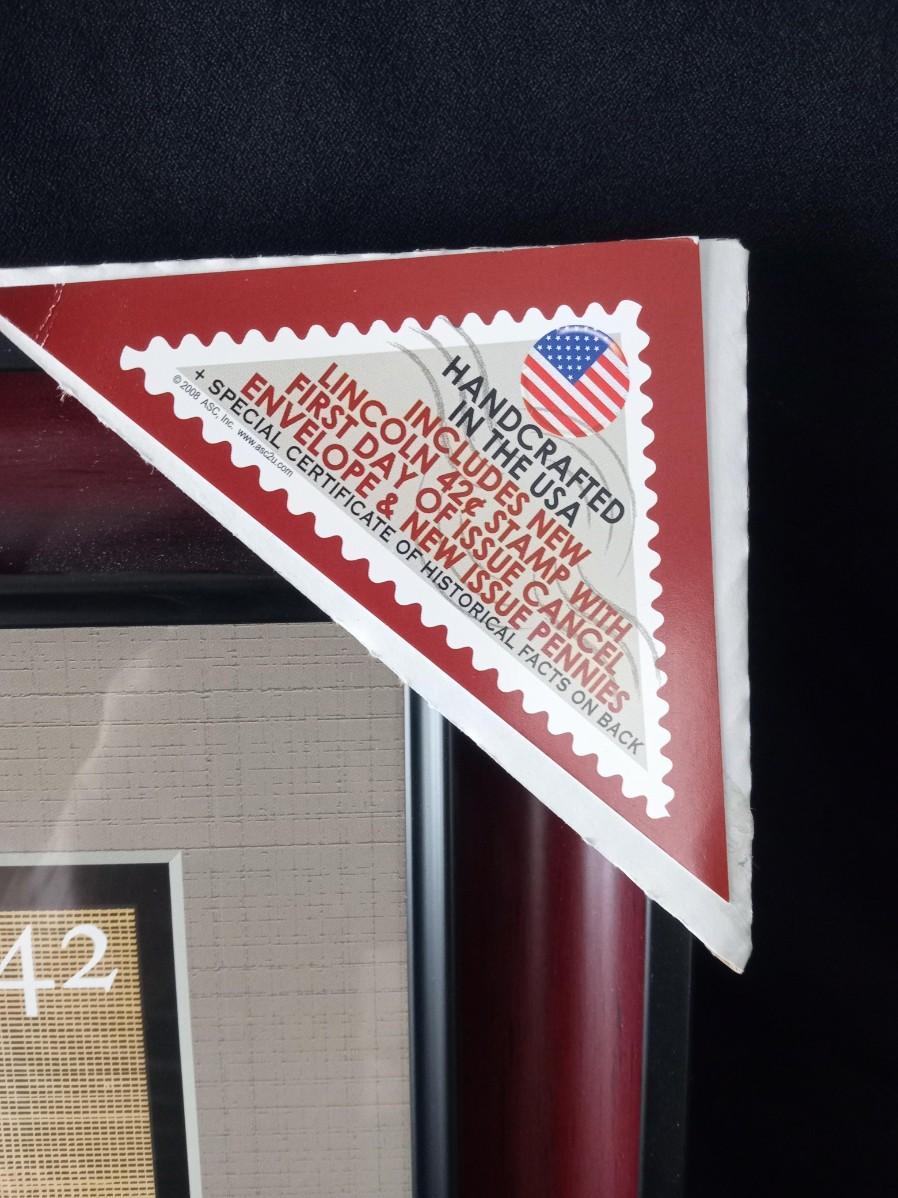 HANDCRAFTED
IN THE USA
INCLUDES NEW
LINCOLN 42¢ STAMP WITH
FIRST DAY OF ISSUE CANCEL
ENVELOPE & NEW ISSUE PENNIES
+ SPECIAL CERTIFICATE OF HISTORICAL FACTS ON BACK
© 2008 ASC, Inc. www.asc2u.com
42